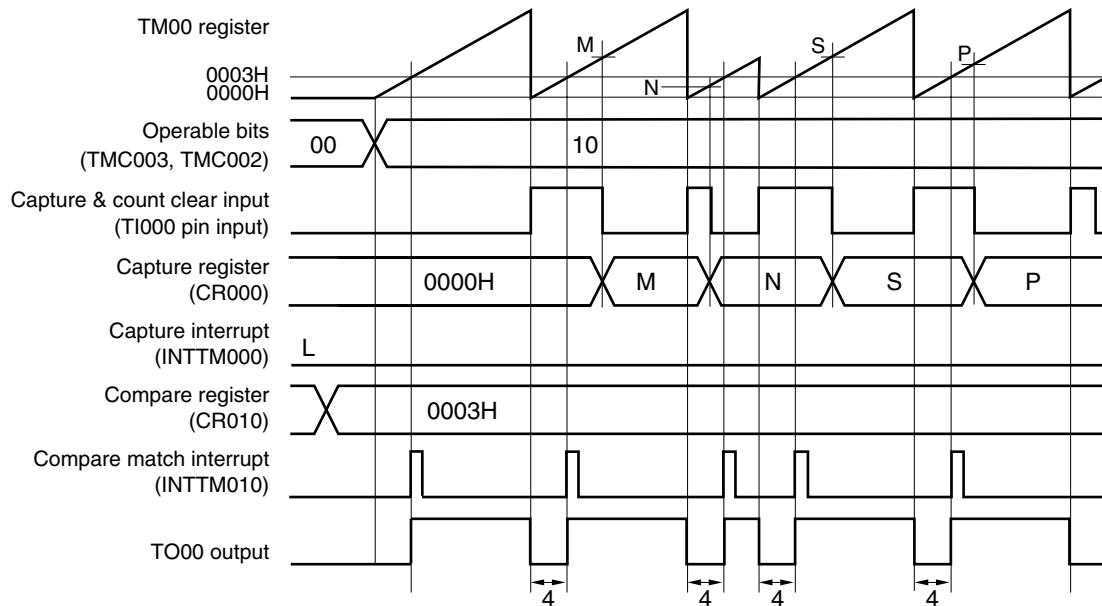 TM00 register
M
S
P
0003H
0000H
N
Operable bits
(TMC003, TMC002)
00
10
Capture & count clear input
(TI000 pin input)
Capture register
(CR000)
0000H
M
N
S
P
Capture interrupt
(INTTM000)
L
Compare register
(CR010)
0003H
Compare match interrupt
(INTTM010)
TO00 output
4
4
4
4